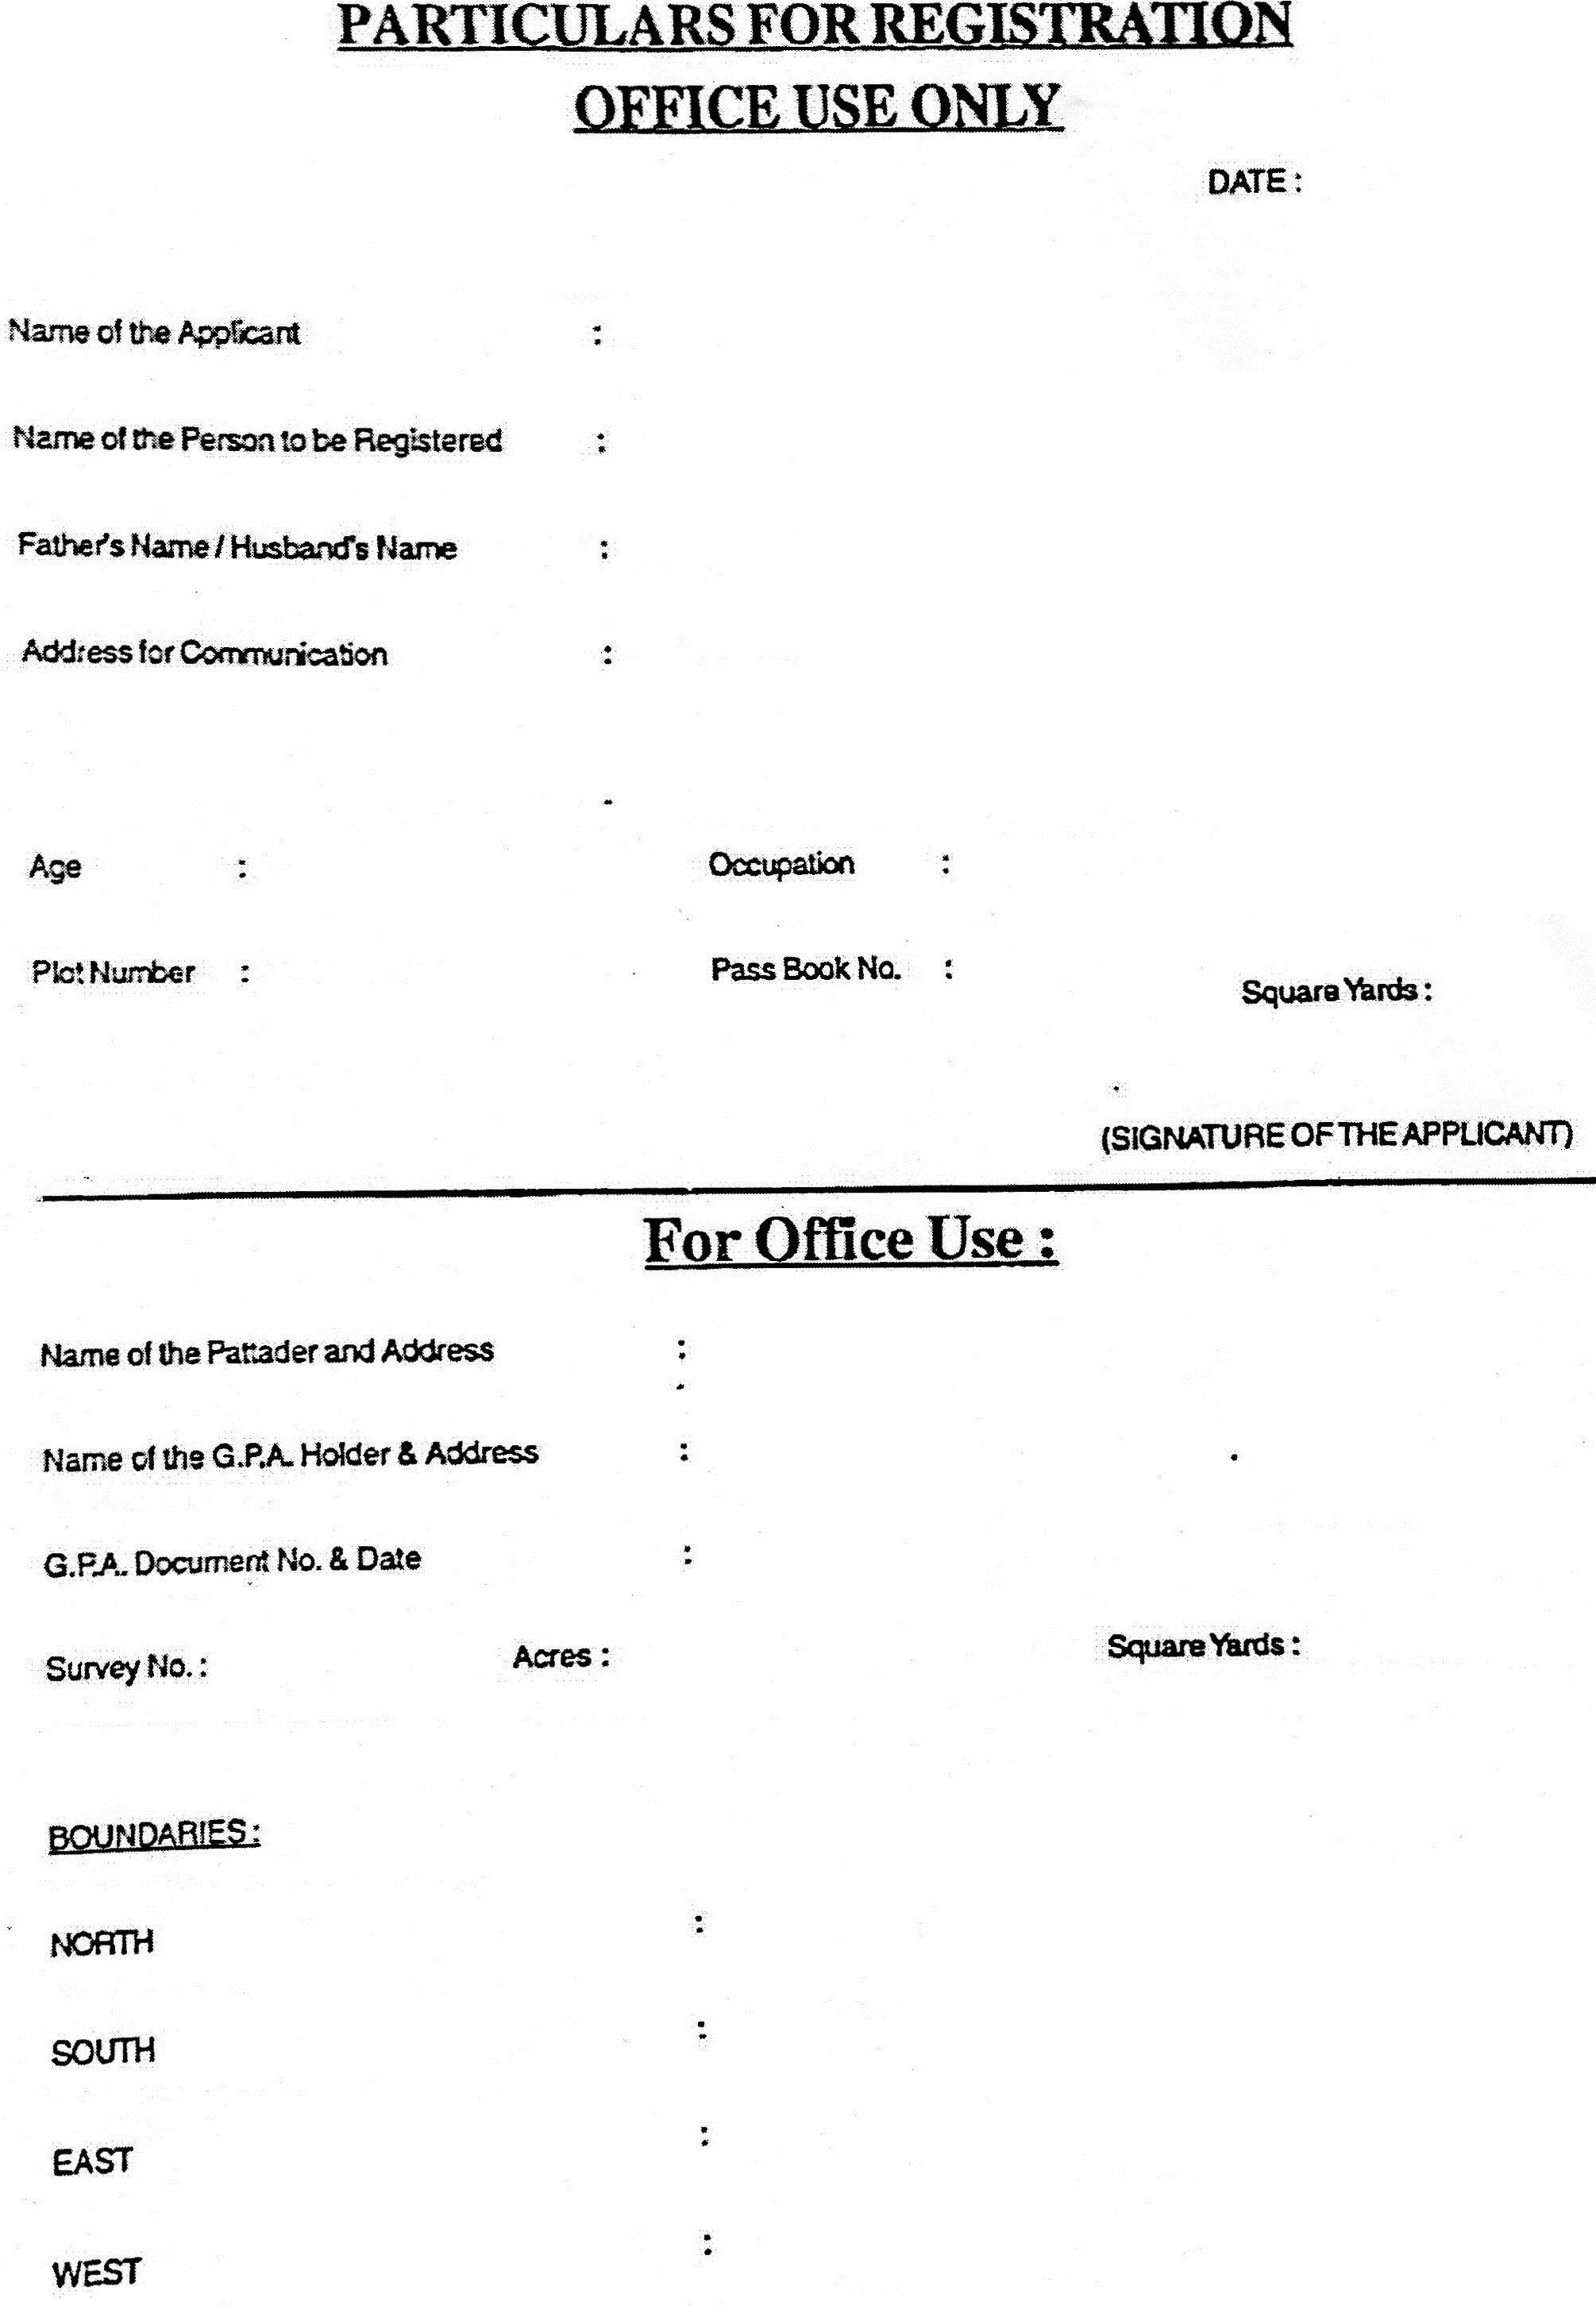 PARTICULARS FOR REGISTRATION
OFFICE USE ONLY
DATE :
Name of the Applicant :
Name of the Person to be Registered :
Father's Name / Husband's Name :
Address for Communication :
Age : Occupation :
Plot Number : Pass Book No. : Square Yards :
(SIGNATURE OF THE APPLICANT)
For Office Use :
Name of the Pattader and Address :
Name of the G.P.A. Holder & Address :
G.P.A. Document No. & Date :
Survey No. : Acres : Square Yards :
BOUNDARIES :
NORTH :
SOUTH :
EAST :
WEST :